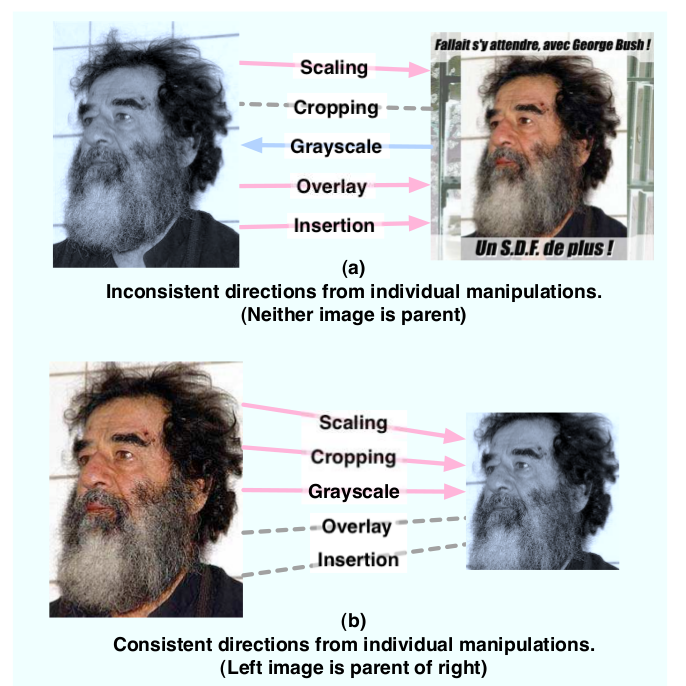 Fallait s'y attendre, avec George Bush !
Scaling
Cropping
Grayscale
Overlay
Insertion
Un S.D.F. de plus !
(a)
Inconsistent directions from individual manipulations.
(Neither image is parent)
Scaling
Cropping
Grayscale
Overlay
Insertion
(b)
Consistent directions from individual manipulations.
(Left image is parent of right)